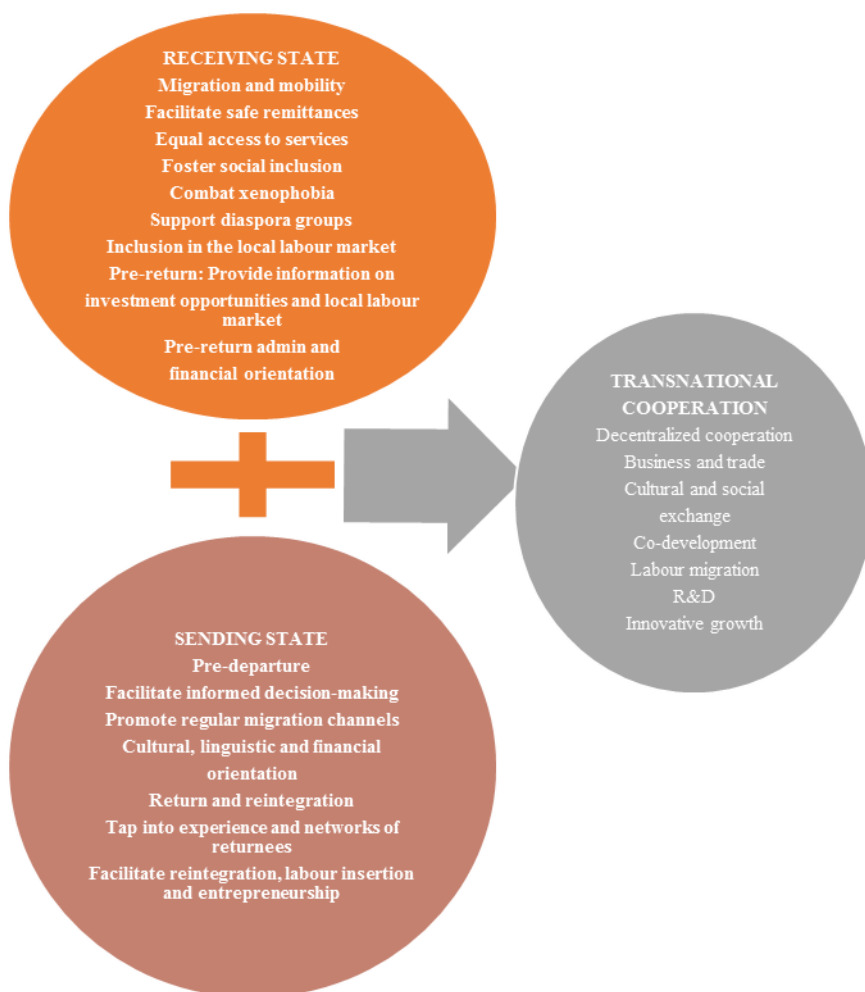 RECEIVING STATE
Migration and mobility
Facilitate safe remittances
Equal access to services
Foster social inclusion
Combat xenophobia
Support diaspora groups
Inclusion in the local labour market
Pre-return: Provide information on
investment opportunities and local labour
market
Pre-return admin and
financial orientation
TRANSNATIONAL
COOPERATION
Decentralized cooperation
Business and trade
Cultural and social
exchange
Co-development
Labour migration
R&D
Innovative growth
SENDING STATE
Pre-departure
Facilitate informed decision-making
Promote regular migration channels
Cultural, linguistic and financial
orientation
Return and reintegration
Tap into experience and networks of
returnees
Facilitate reintegration, labour insertion
and entrepreneurship